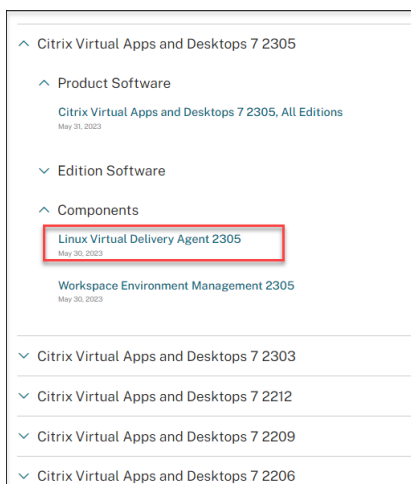 Citrix Virtual Apps and Desktops 7 2305
Product Software
Citrix Virtual Apps and Desktops 7 2305, All Editions
May 31, 2023
Edition Software
Components
Linux Virtual Delivery Agent 2305
May 30, 2023
Workspace Environment Management 2305
May 30, 2023
Citrix Virtual Apps and Desktops 7 2303
Citrix Virtual Apps and Desktops 7 2212
Citrix Virtual Apps and Desktops 7 2209
Citrix Virtual Apps and Desktops 7 2206